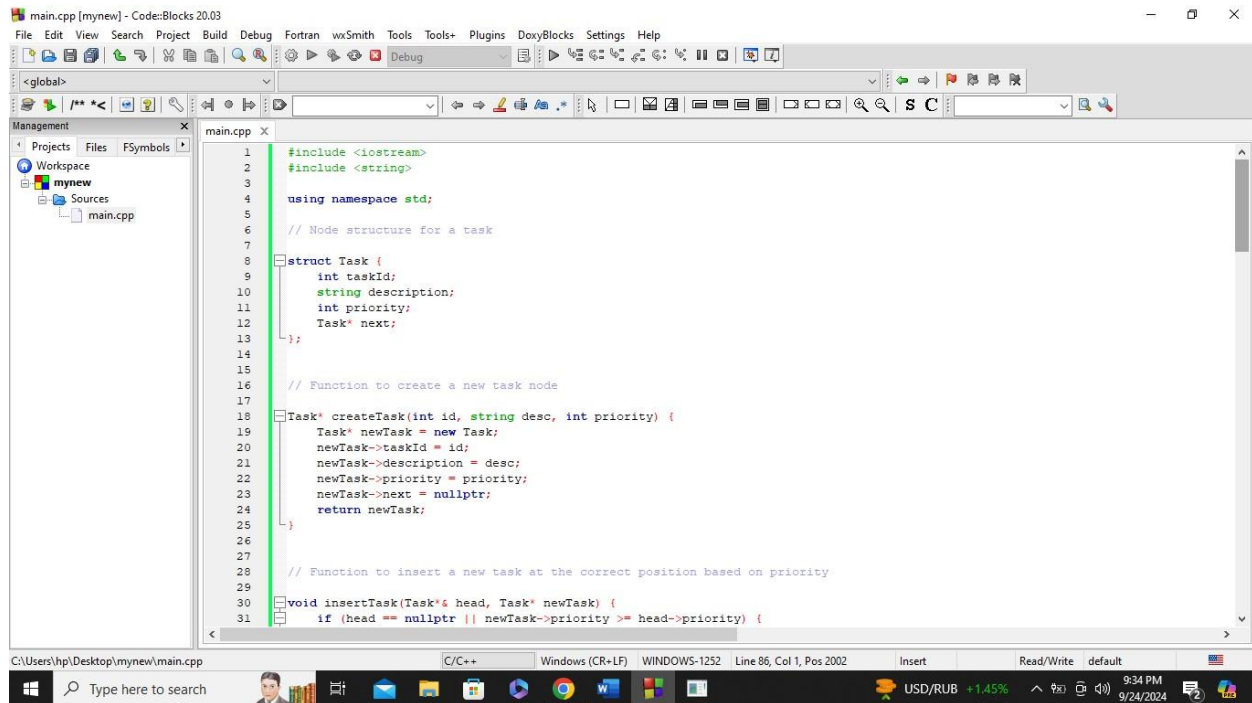 main.cpp [mynew] - Code::Blocks 20.03
File Edit View Search Project Build Debug Fortran wxSmith Tools Tools+ Plugins DoxyBlocks Settings Help
Debug
<global>
/** *<
S C
Management
main.cpp
Projects Files FSymbols
Workspace
mynew
Sources
main.cpp
1 #include <iostream>
2 #include <string>
3
4 using namespace std;
5
6 // Node structure for a task
7
8 struct Task {
9 int taskId;
10 string description;
11 int priority;
12 Task* next;
13 };
14
15
16 // Function to create a new task node
17
18 Task* createTask(int id, string desc, int priority) {
19 Task* newTask = new Task;
20 newTask->taskId = id;
21 newTask->description = desc;
22 newTask->priority = priority;
23 newTask->next = nullptr;
24 return newTask;
25 }
26
27
28 // Function to insert a new task at the correct position based on priority
29
30 void insertTask(Task*& head, Task* newTask) {
31 if (head == nullptr || newTask->priority >= head->priority) {
C:\Users\hp\Desktop\mynew\main.cpp C/C++ Windows (CR+LF) WINDOWS-1252 Line 86, Col 1, Pos 2002 Insert Read/Write default
Type here to search
USD/RUB +1.45%
9:34 PM
9/24/2024
2